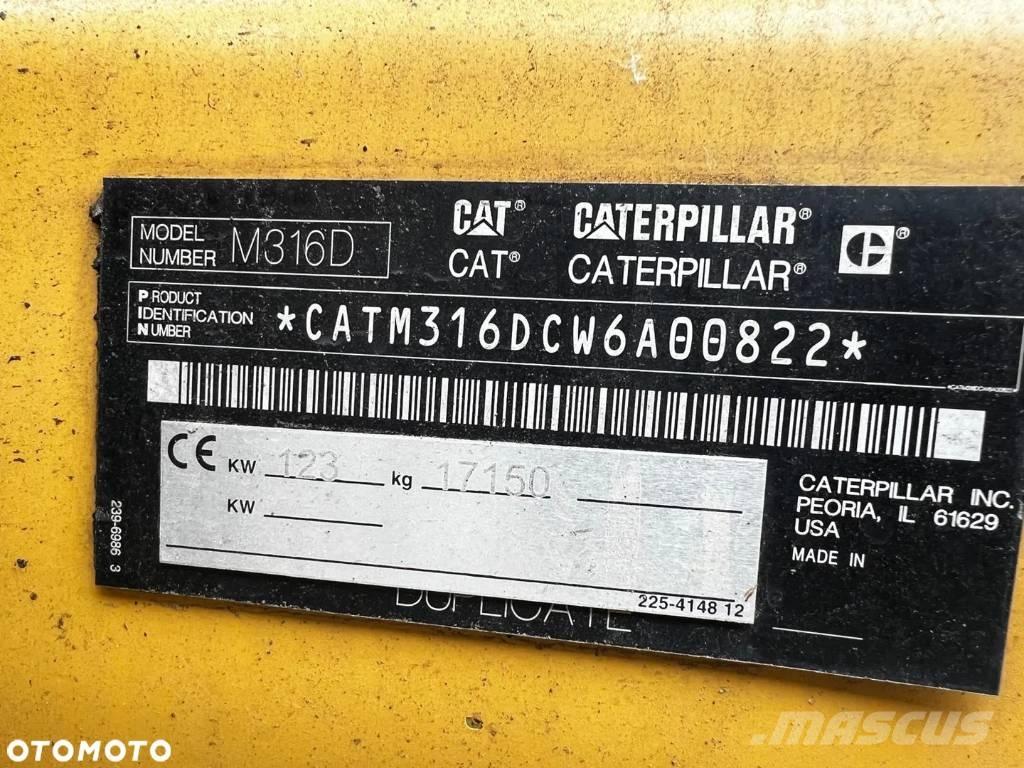 MODEL
NUMBER M316D
CAT® CATERPILLAR® ®
CAT® CATERPILLAR®
PRODUCT
IDENTIFICATION
NUMBER
*CATM316DCW6A00822*
CE KW 123 kg 17150
KW
225-4148 12
DUPLICATE
239-6986 3
CATERPILLAR INC.
PEORIA, IL 61629
USA
MADE IN
OTOMOTO
MASCUS